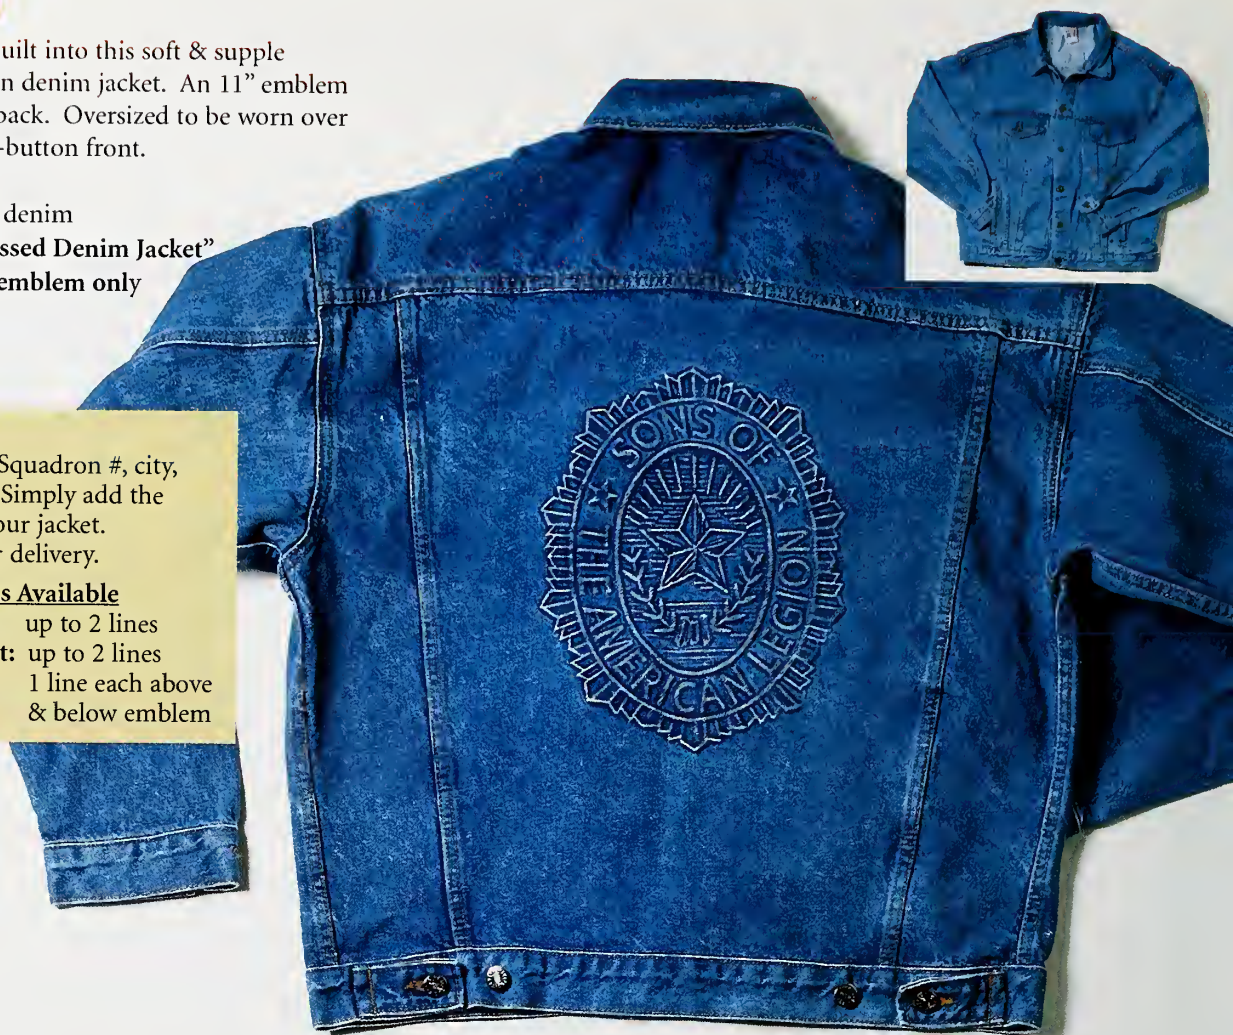 uilt into this soft & supple
n denim jacket. An 11” emblem
back. Oversized to be worn over
-button front.
denim
ssed Denim Jacket”
emblem only
Squadron #, city,
Simply add the
our jacket.
r delivery.
s Available
up to 2 lines
t: up to 2 lines
1 line each above
& below emblem
SONS OF
THE AMERICAN LEGION